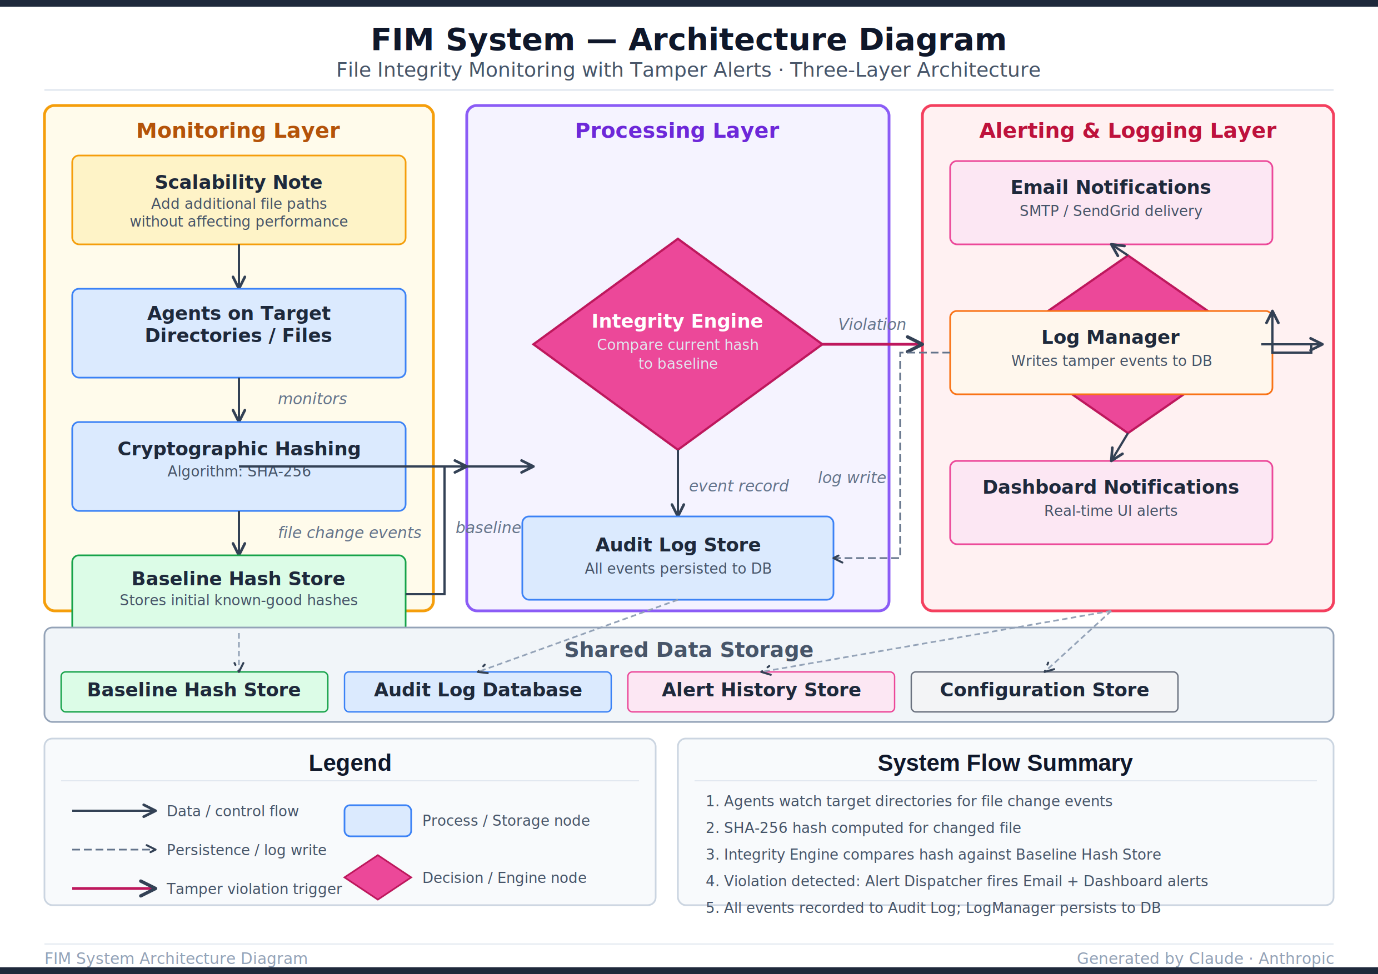 FIM System — Architecture Diagram
File Integrity Monitoring with Tamper Alerts · Three-Layer Architecture
Monitoring Layer
Scalability Note
Add additional file paths
without affecting performance
Agents on Target
Directories / Files
monitors
Cryptographic Hashing
Algorithm: SHA-256
file change events
Baseline Hash Store
Stores initial known-good hashes
baseline
Processing Layer
Integrity Engine
Compare current hash
to baseline
Violation
event record
log write
Audit Log Store
All events persisted to DB
Alerting & Logging Layer
Email Notifications
SMTP / SendGrid delivery
Log Manager
Writes tamper events to DB
Dashboard Notifications
Real-time UI alerts
Shared Data Storage
Baseline Hash Store
Audit Log Database
Alert History Store
Configuration Store
Legend
Data / control flow
Persistence / log write
Tamper violation trigger
Process / Storage node
Decision / Engine node
System Flow Summary
1. Agents watch target directories for file change events
2. SHA-256 hash computed for changed file
3. Integrity Engine compares hash against Baseline Hash Store
4. Violation detected: Alert Dispatcher fires Email + Dashboard alerts
5. All events recorded to Audit Log; LogManager persists to DB
FIM System Architecture Diagram
Generated by Claude · Anthropic